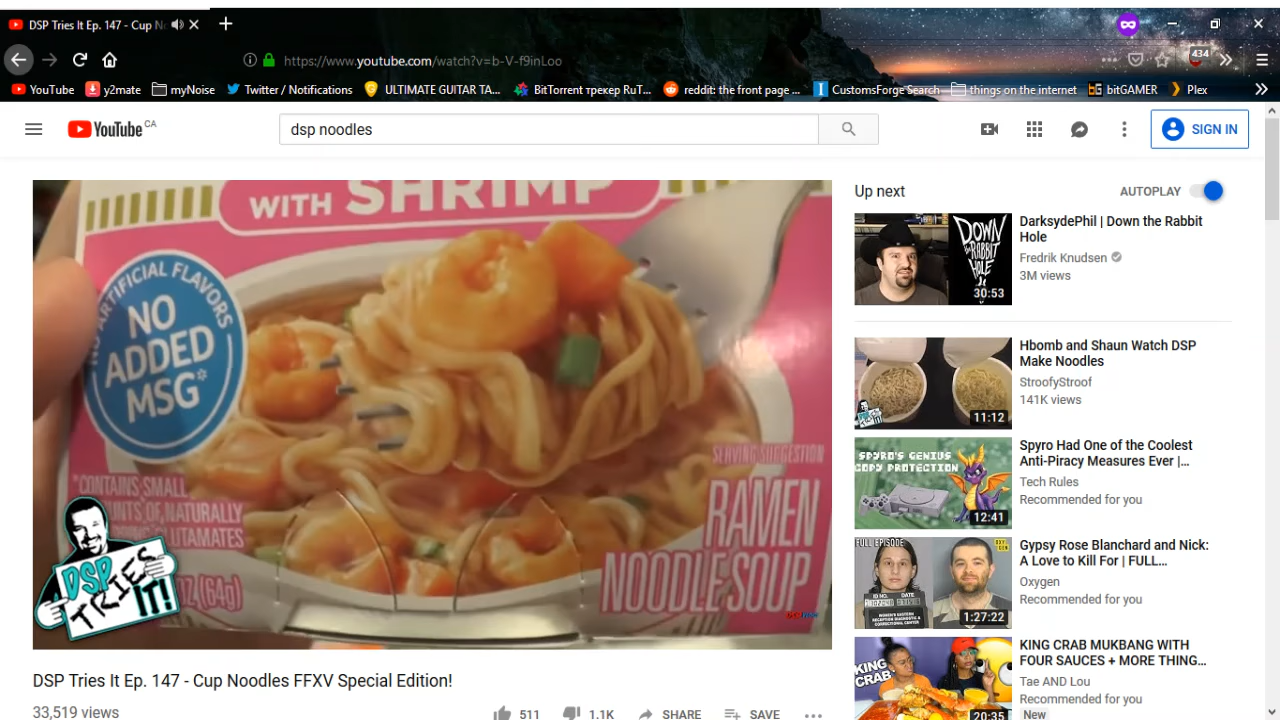 DSP Tries It Ep. 147 - Cup N
https://www.youtube.com/watch?v=b-V-f9inLoo
434
YouTube
y2mate
myNoise
Twitter / Notifications
ULTIMATE GUITAR TA...
BitTorrent трекер RuT...
reddit: the front page ...
CustomsForge Search
things on the internet
bitGAMER
Plex
YouTube CA
dsp noodles
SIGN IN
WITH SHRIMP
ARTIFICIAL FLAVORS
NO
ADDED
MSG*
*CONTAINS SMALL
NTS OF NATURALLY
GLUTAMATES
SERVING SUGGESTION
RAMEN
NOODLE SOUP
(64g)
DSP
TRIES
IT!
DSP Tries It Ep. 147 - Cup Noodles FFXV Special Edition!
33,519 views
511
1.1K
SHARE
SAVE
Up next
AUTOPLAY
DOWN
THE
RABBIT
HOLE
30:53
DarksydePhil | Down the Rabbit
Hole
Fredrik Knudsen
3M views
11:12
Hbomb and Shaun Watch DSP
Make Noodles
StroofyStroof
141K views
SPYRO'S GENIUS
COPY PROTECTION
12:41
Spyro Had One of the Coolest
Anti-Piracy Measures Ever |...
Tech Rules
Recommended for you
FULL EPISODE
1:27:22
Gypsy Rose Blanchard and Nick:
A Love to Kill For | FULL...
Oxygen
Recommended for you
KING
CRAB
20:35
KING CRAB MUKBANG WITH
FOUR SAUCES + MORE THING...
Tae AND Lou
Recommended for you
New